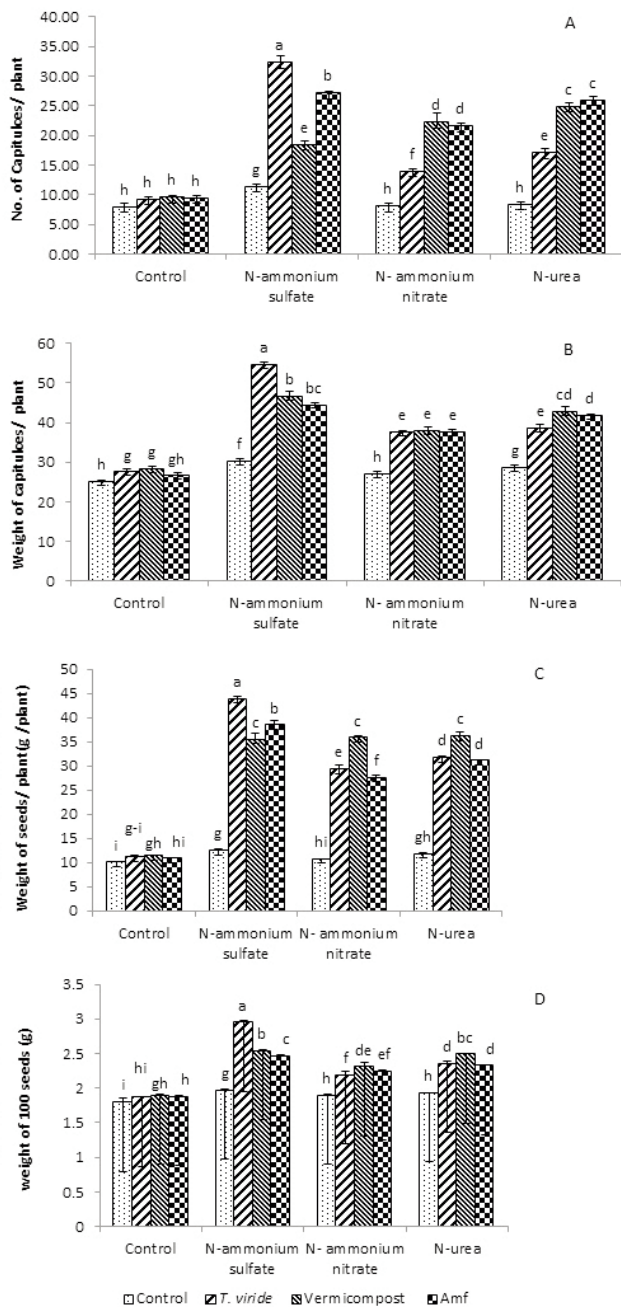 A
No. of Capitulces/ plant
40.00
35.00
30.00
25.00
20.00
15.00
10.00
5.00
0.00
h h h h
g a e b
h f d d
h e c c
Control
N-ammonium sulfate
N- ammonium nitrate
N-urea
B
Weight of capitulces/ plant
60
50
40
30
20
10
0
h g g gh
f a b bc
h e e e
g e cd d
Control
N-ammonium sulfate
N- ammonium nitrate
N-urea
C
Weight of seeds/ plant(g /plant)
50
45
40
35
30
25
20
15
10
5
0
i g-i gh hi
g a c b
hi e c f
gh d c d
Control
N-ammonium sulfate
N- ammonium nitrate
N-urea
D
weight of 100 seeds (g)
3.5
3
2.5
2
1.5
1
0.5
0
i hi gh h
g a b c
h f de ef
h d bc d
Control
N-ammonium sulfate
N- ammonium nitrate
N-urea
Control T. viride Vermicompost Amf